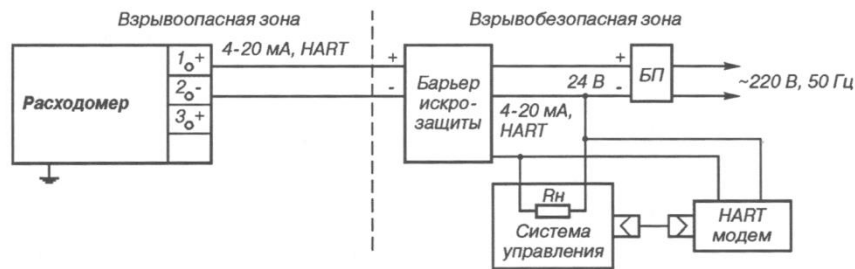 Взрывоопасная зона
Взрывобезопасная зона
4-20 мА, HART
1 +
2 -
3 +
Расходомер
+
-
Барьер
искро-
защиты
+
24 В -
БП
~220 В, 50 Гц
4-20 мА,
HART
Rн
Система
управления
HART
модем